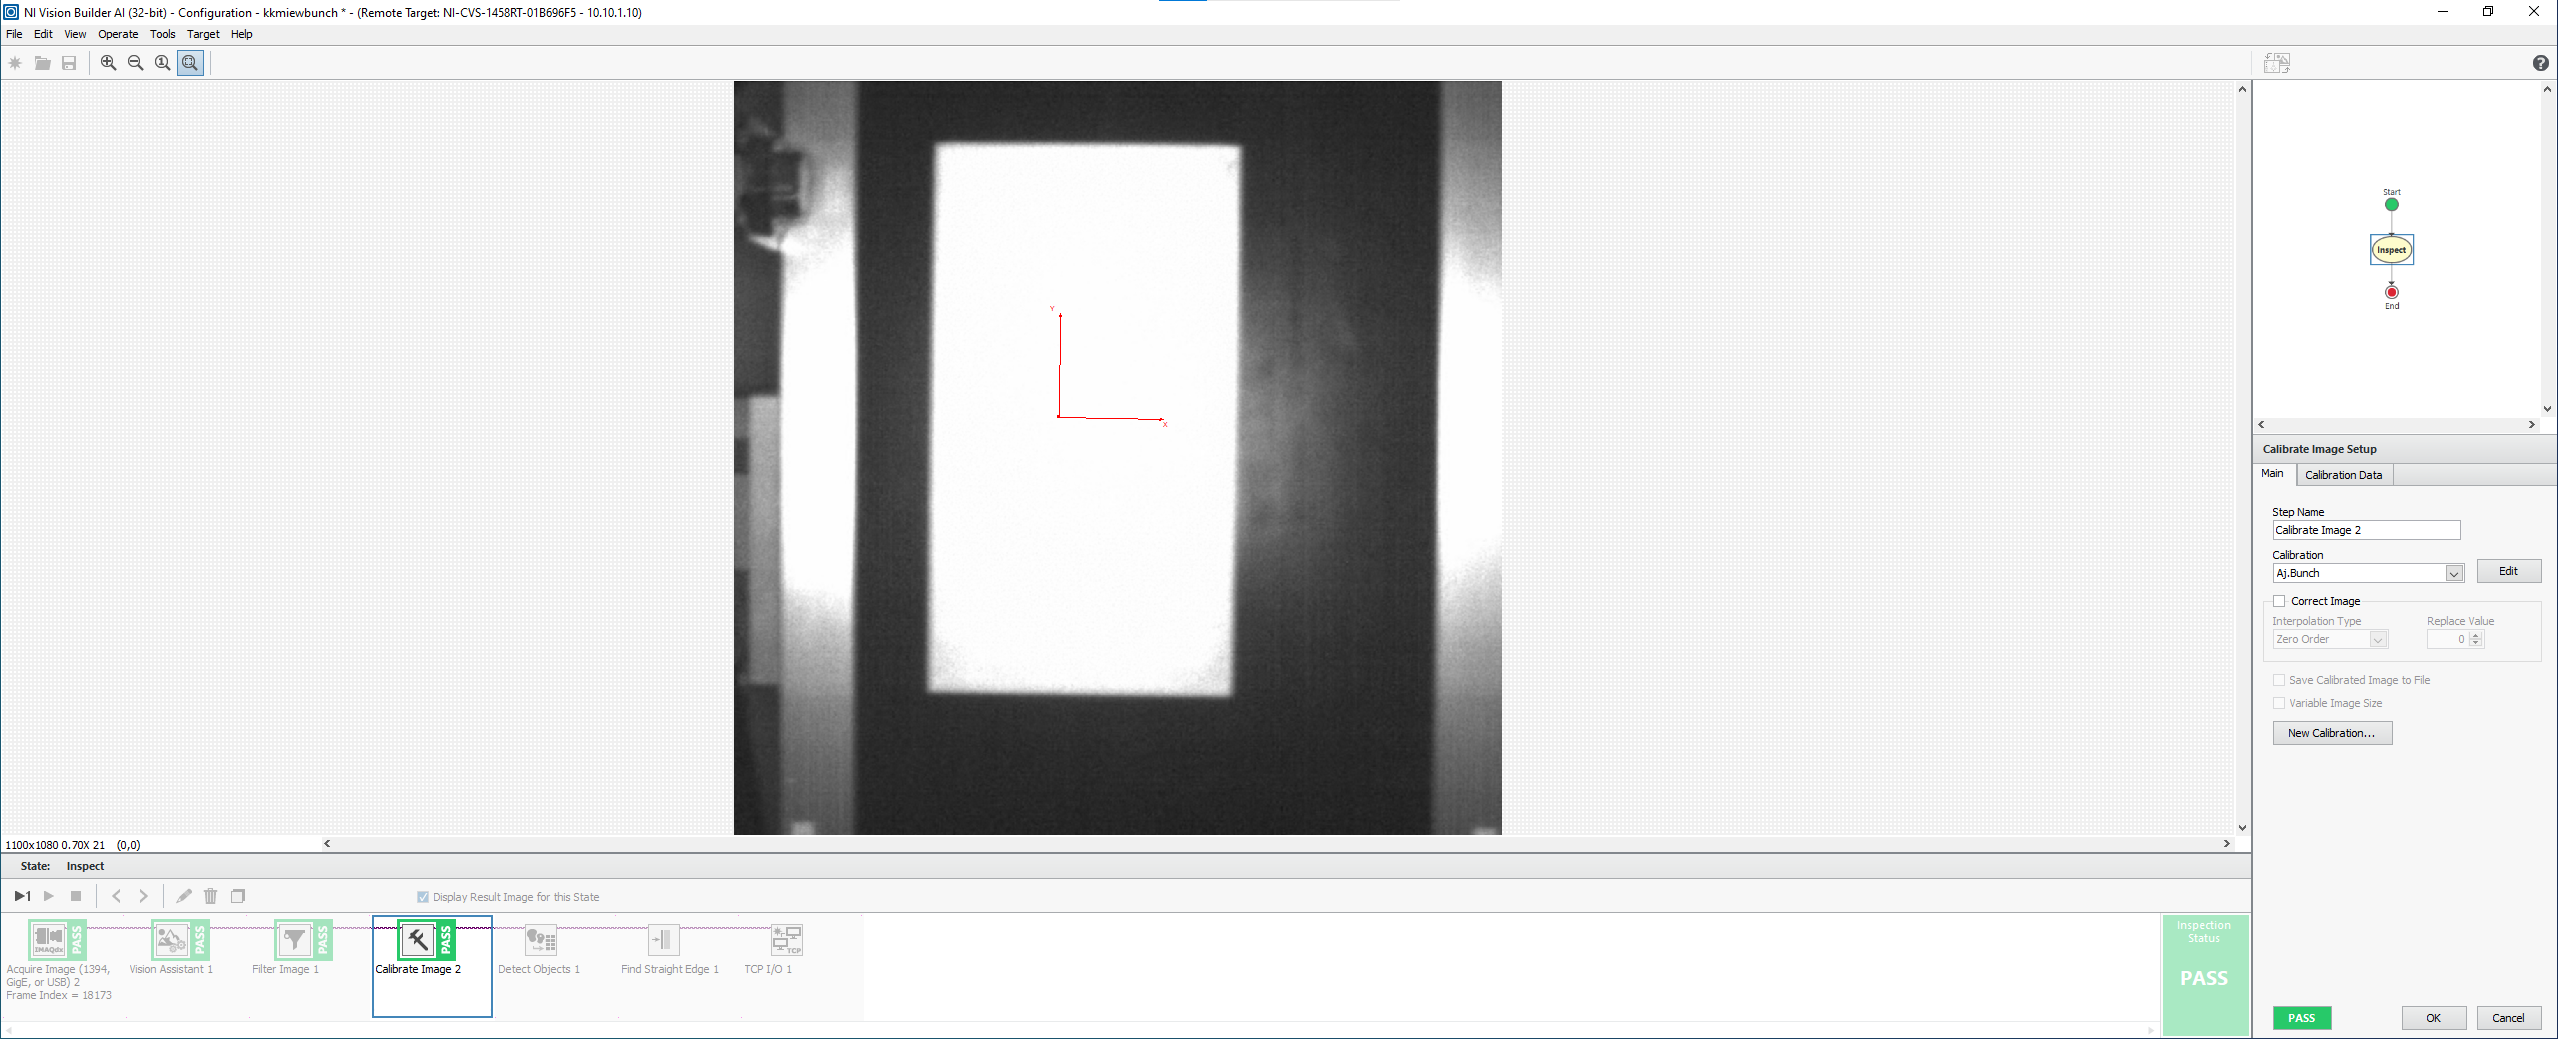 NI Vision Builder AI (32-bit) - Configuration - kkmiewbunch * - (Remote Target: NI-CVS-1458RT-01B696F5 - 10.10.1.10)
File Edit View Operate Tools Target Help
Y
X
Start
Inspect
End
Calibrate Image Setup
Main Calibration Data
Step Name
Calibrate Image 2
Calibration
Aj.Bunch
Edit
Correct Image
Interpolation Type Replace Value
Zero Order 0
Save Calibrated Image to File
Variable Image Size
New Calibration...
PASS OK Cancel
1100x1080 0.70X 21 (0,0)
State: Inspect
1 Display Result Image for this State
IMAQdx PASS PASS PASS PASS TCP
Acquire Image (1394,
GigE, or USB) 2
Frame Index = 18173
Vision Assistant 1
Filter Image 1
Calibrate Image 2
Detect Objects 1
Find Straight Edge 1
TCP I/O 1
Inspection
Status
PASS